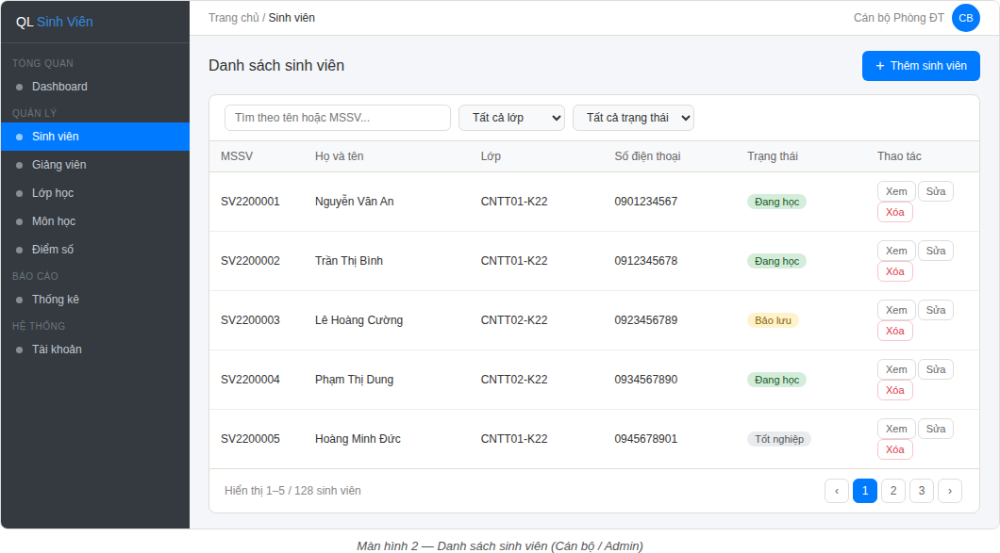 QL Sinh Viên
Trang chủ / Sinh viên
Cán bộ Phòng ĐT
CB
TỔNG QUAN
Dashboard
QUẢN LÝ
Sinh viên
Giảng viên
Lớp học
Môn học
Điểm số
BÁO CÁO
Thống kê
HỆ THỐNG
Tài khoản
Danh sách sinh viên
+ Thêm sinh viên
Tìm theo tên hoặc MSSV...
Tất cả lớp
Tất cả trạng thái
MSSV Họ và tên Lớp Số điện thoại Trạng thái Thao tác
SV2200001 Nguyễn Văn An CNTT01-K22 0901234567 Đang học Xem Sửa
Xóa
SV2200002 Trần Thị Bình CNTT01-K22 0912345678 Đang học Xem Sửa
Xóa
SV2200003 Lê Hoàng Cường CNTT02-K22 0923456789 Bảo lưu Xem Sửa
Xóa
SV2200004 Phạm Thị Dung CNTT02-K22 0934567890 Đang học Xem Sửa
Xóa
SV2200005 Hoàng Minh Đức CNTT01-K22 0945678901 Tốt nghiệp Xem Sửa
Xóa
Hiển thị 1–5 / 128 sinh viên
‹ 1 2 3 ›
Màn hình 2 — Danh sách sinh viên (Cán bộ / Admin)